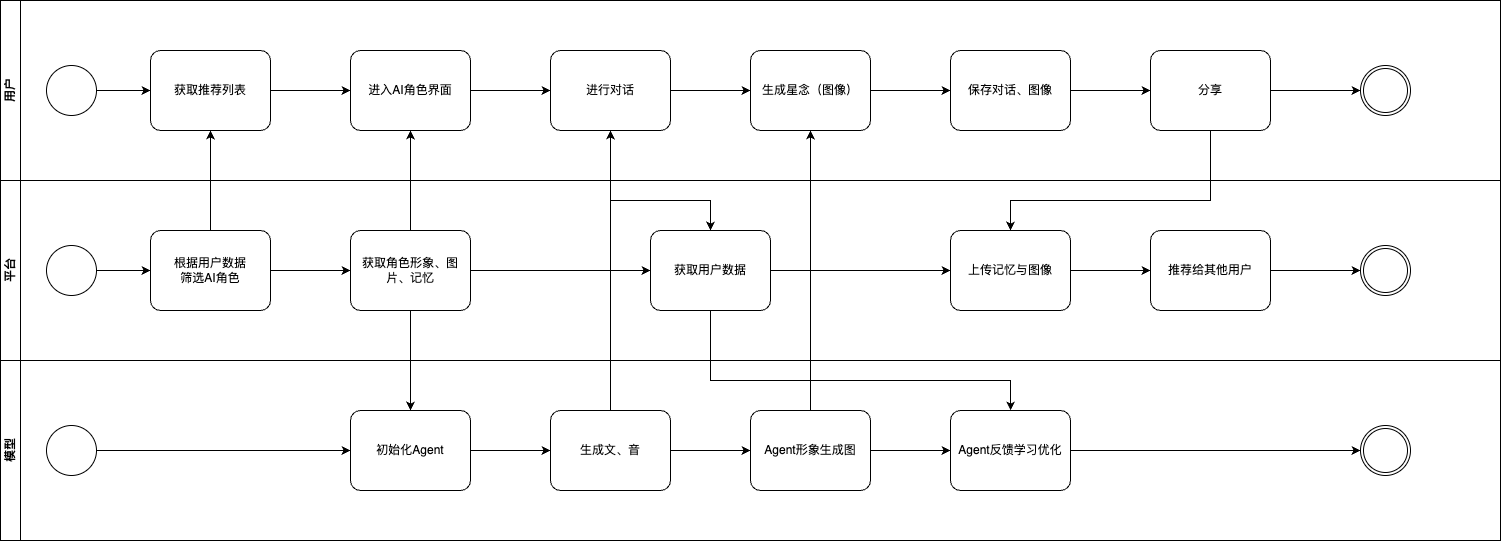 用户
获取推荐列表
进入AI角色界面
进行对话
生成星念（图像）
保存对话、图像
分享
平台
根据用户数据
筛选AI角色
获取角色形象、图
片、记忆
获取用户数据
上传记忆与图像
推荐给其他用户
模型
初始化Agent
生成文、音
Agent形象生成图
Agent反馈学习优化